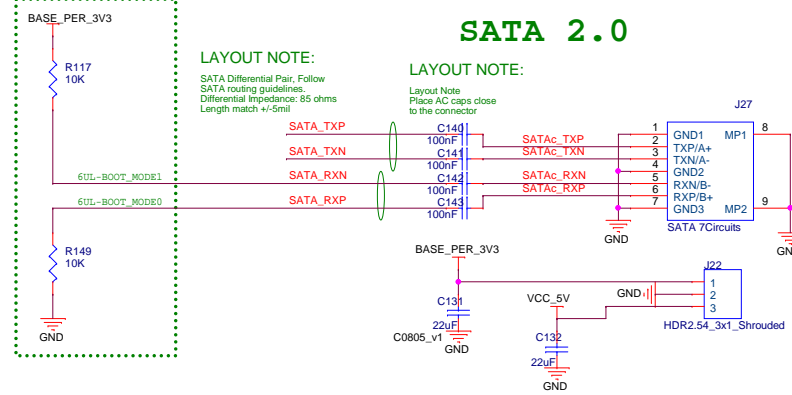 SATA 2.0
BASE_PER_3V3
R117
10K
LAYOUT NOTE:
SATA Differential Pair, Follow
SATA routing guidelines.
Differential Impedance: 85 ohms
Length match +/-5mil
LAYOUT NOTE:
Layout Note
Place AC caps close
to the connector
J27
SATA_TXP
C140
100nF
SATAc_TXP
SATA_TXN
C141
100nF
SATAc_TXN
6UL-BOOT_MODE1
SATA_RXN
C142
100nF
SATAc_RXN
6UL-BOOT_MODE0
SATA_RXP
C143
100nF
SATAc_RXP
1 GND1 MP1 8
2 TXP/A+
3 TXN/A-
4 GND2
5 RXN/B-
6 RXP/B+
7 GND3 MP2 9
SATA 7Circuits
GND
R149
10K
GND
BASE_PER_3V3
C131
22uF
C0805_v1
GND
VCC_5V
C132
22uF
GND
GND
J22
1
2
3
HDR2.54_3x1_Shrouded